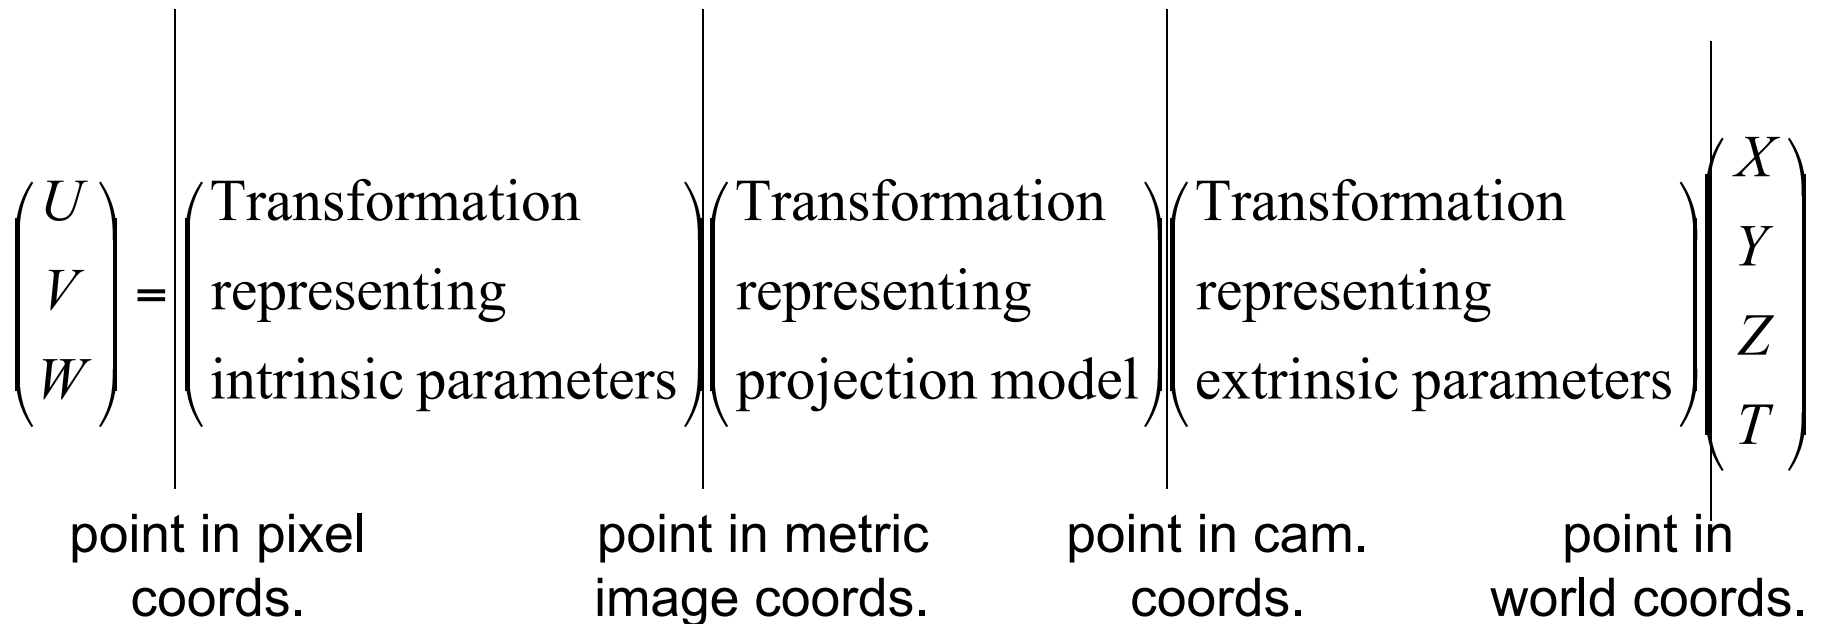 X
U Transformation Transformation Transformation Y
V = representing representing representing Z
W intrinsic parameters projection model extrinsic parameters T
point in pixel point in metric point in cam. point in
coords. image coords. coords. world coords.